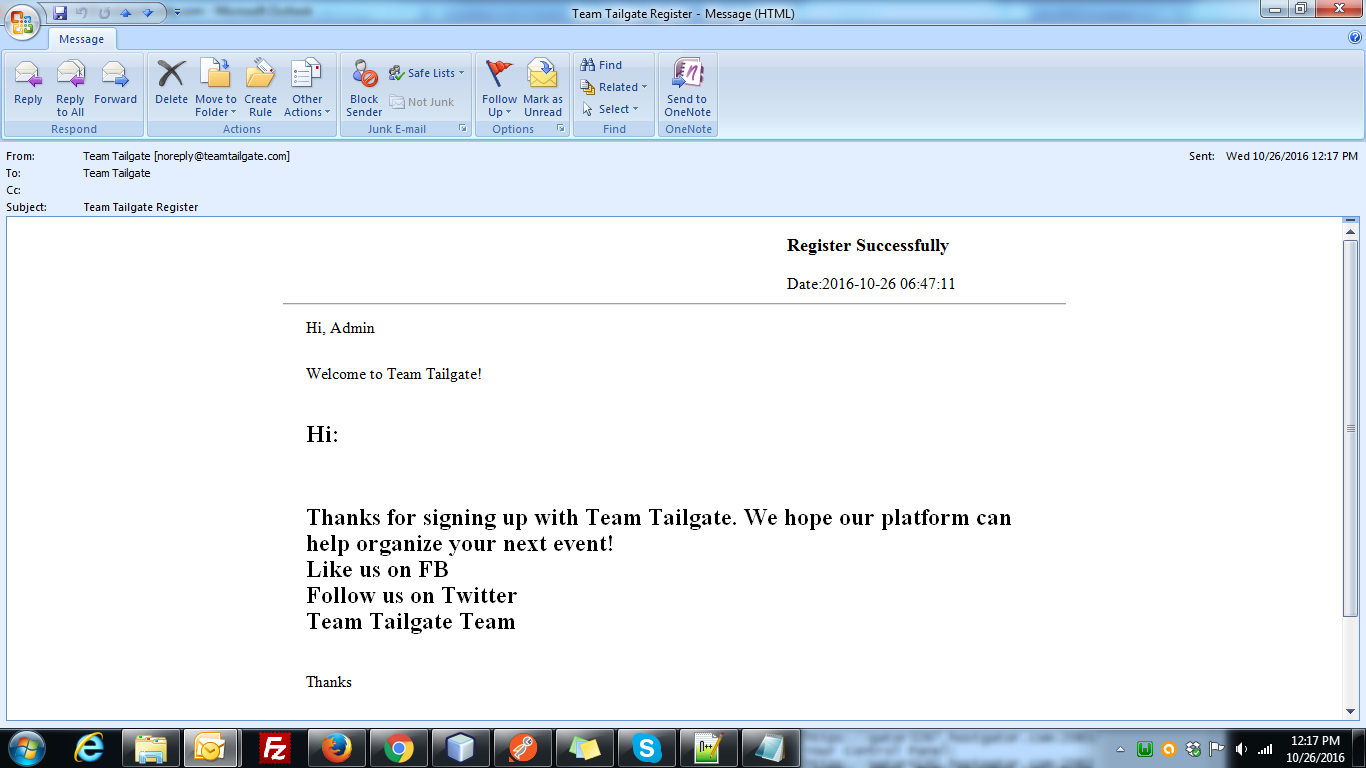 Team Tailgate Register - Message (HTML)
Message
Reply
Reply to All
Forward
Respond
Delete
Move to Folder
Create Rule
Other Actions
Actions
Block Sender
Safe Lists
Not Junk
Junk E-mail
Follow Up
Mark as Unread
Options
Find
Related
Select
Find
Send to OneNote
OneNote
From: Team Tailgate [noreply@teamtailgate.com]
Sent: Wed 10/26/2016 12:17 PM
To: Team Tailgate
Cc:
Subject: Team Tailgate Register
Register Successfully
Date:2016-10-26 06:47:11
Hi, Admin
Welcome to Team Tailgate!
Hi:
Thanks for signing up with Team Tailgate. We hope our platform can
help organize your next event!
Like us on FB
Follow us on Twitter
Team Tailgate Team
Thanks
12:17 PM
10/26/2016